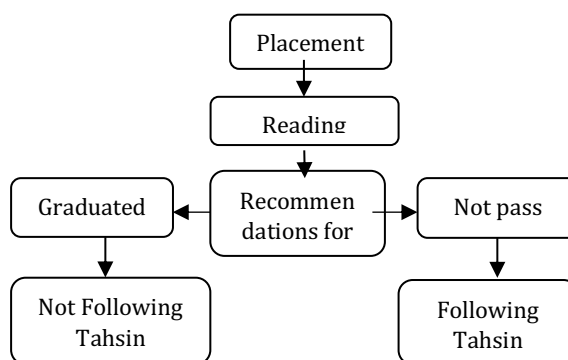 Placement
Reading
Recommen
dations for
Graduated
Not pass
Not Following
Tahsin
Following
Tahsin